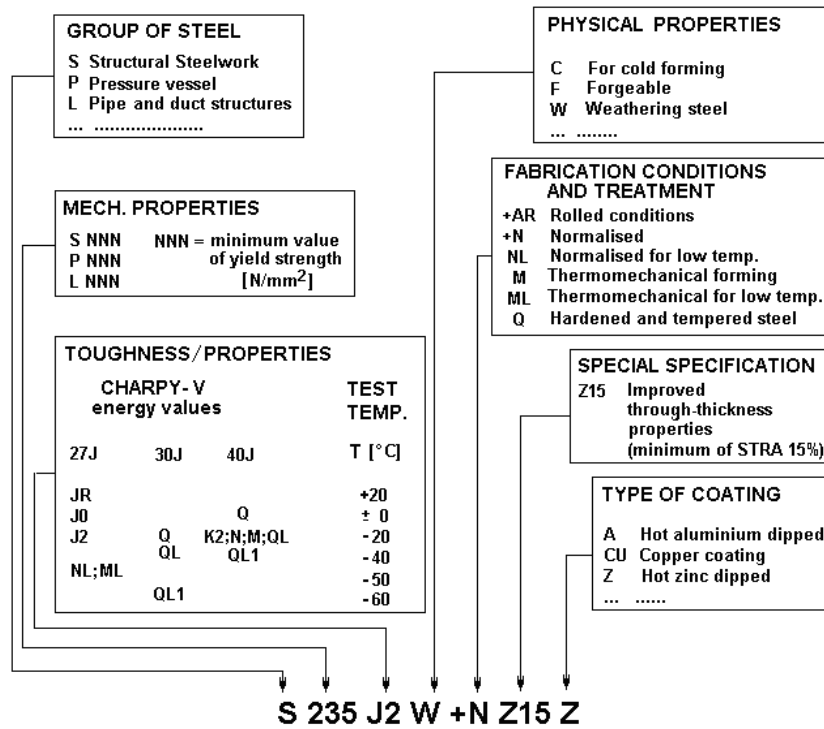 GROUP OF STEEL
S Structural Steelwork
P Pressure vessel
L Pipe and duct structures
... .....................
MECH. PROPERTIES
S NNN NNN = minimum value
P NNN of yield strength
L NNN [N/mm²]
TOUGHNESS/PROPERTIES
CHARPY-V TEST
energy values TEMP.
27J 30J 40J T [°C]
JR +20
J0 Q ± 0
J2 Q K2;N;M;QL -20
QL QL1 -40
NL;ML -50
QL1 -60
PHYSICAL PROPERTIES
C For cold forming
F Forgeable
W Weathering steel
... ........
FABRICATION CONDITIONS
AND TREATMENT
+AR Rolled conditions
+N Normalised
NL Normalised for low temp.
M Thermomechanical forming
ML Thermomechanical for low temp.
Q Hardened and tempered steel
SPECIAL SPECIFICATION
Z15 Improved
through-thickness
properties
(minimum of STRA 15%)
TYPE OF COATING
A Hot aluminium dipped
CU Copper coating
Z Hot zinc dipped
... ......
S 235 J2 W +N Z15 Z